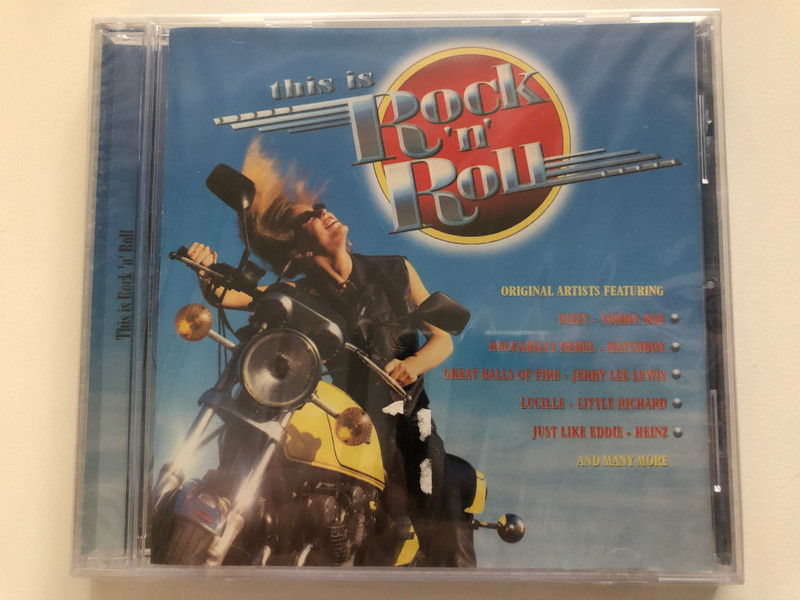 this is
Rock
'n'
Roll
ORIGINAL ARTISTS FEATURING
DIZZY - TOMMY ROE
ROCKABILLY REBEL - MATCHBOX
GREAT BALLS OF FIRE - JERRY LEE LEWIS
LUCILLE - LITTLE RICHARD
JUST LIKE EDDIE - HEINZ
AND MANY MORE
This is Rock 'n' Roll